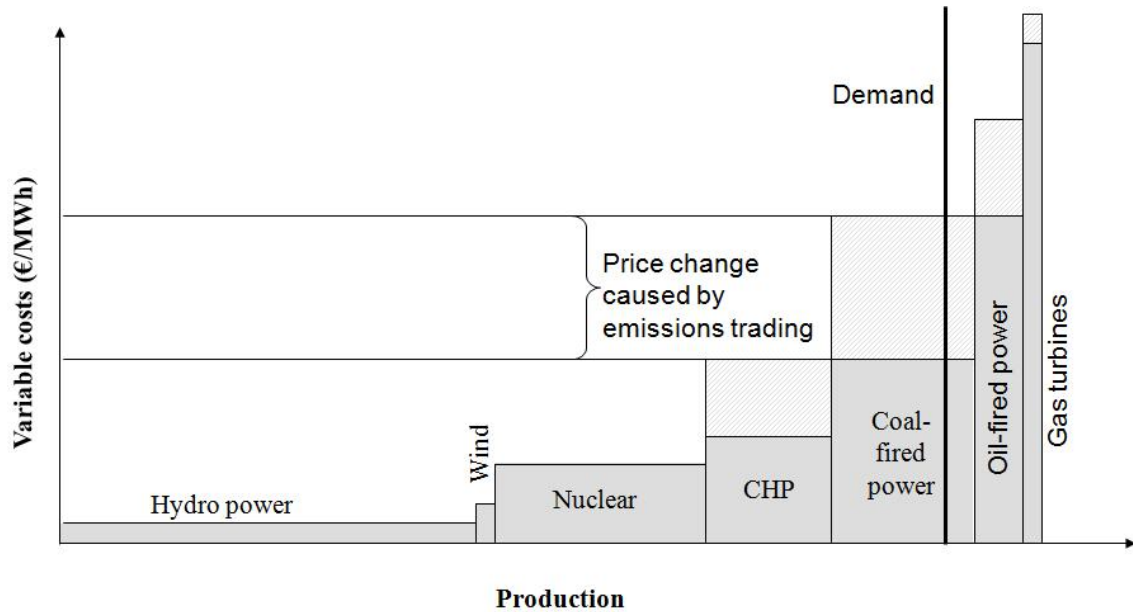 Demand
Variable costs (€/MWh)
Price change
caused by
emissions trading
Hydro power
Wind
Nuclear
CHP
Coal-
fired
power
Oil-fired power
Gas turbines
Production